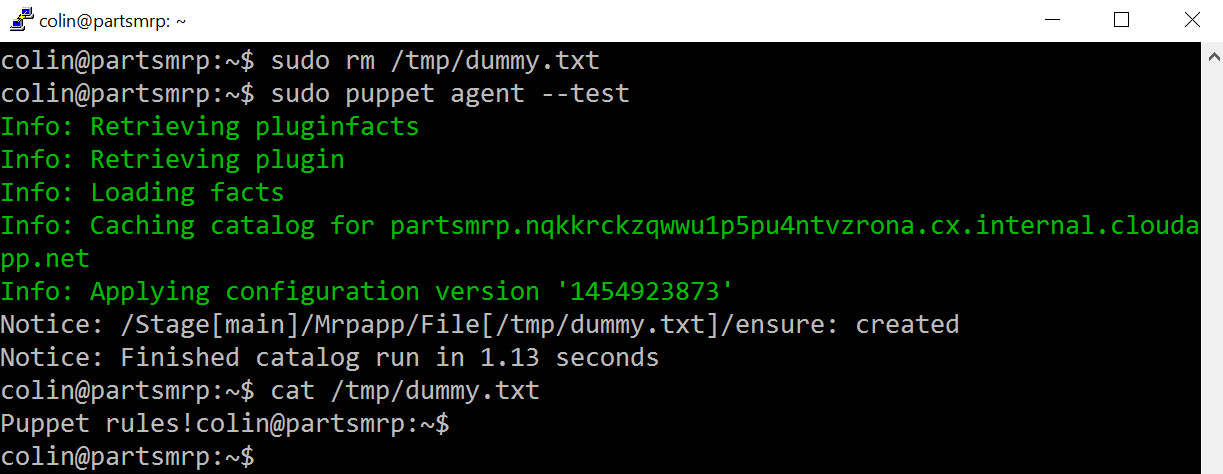 colin@partsmrp: ~
colin@partsmrp:~$ sudo rm /tmp/dummy.txt
colin@partsmrp:~$ sudo puppet agent --test
Info: Retrieving pluginfacts
Info: Retrieving plugin
Info: Loading facts
Info: Caching catalog for partsmrp.nqkkrckzqwwu1p5pu4ntvzrona.cx.internal.clouda
pp.net
Info: Applying configuration version '1454923873'
Notice: /Stage[main]/Mrpapp/File[/tmp/dummy.txt]/ensure: created
Notice: Finished catalog run in 1.13 seconds
colin@partsmrp:~$ cat /tmp/dummy.txt
Puppet rules!colin@partsmrp:~$
colin@partsmrp:~$